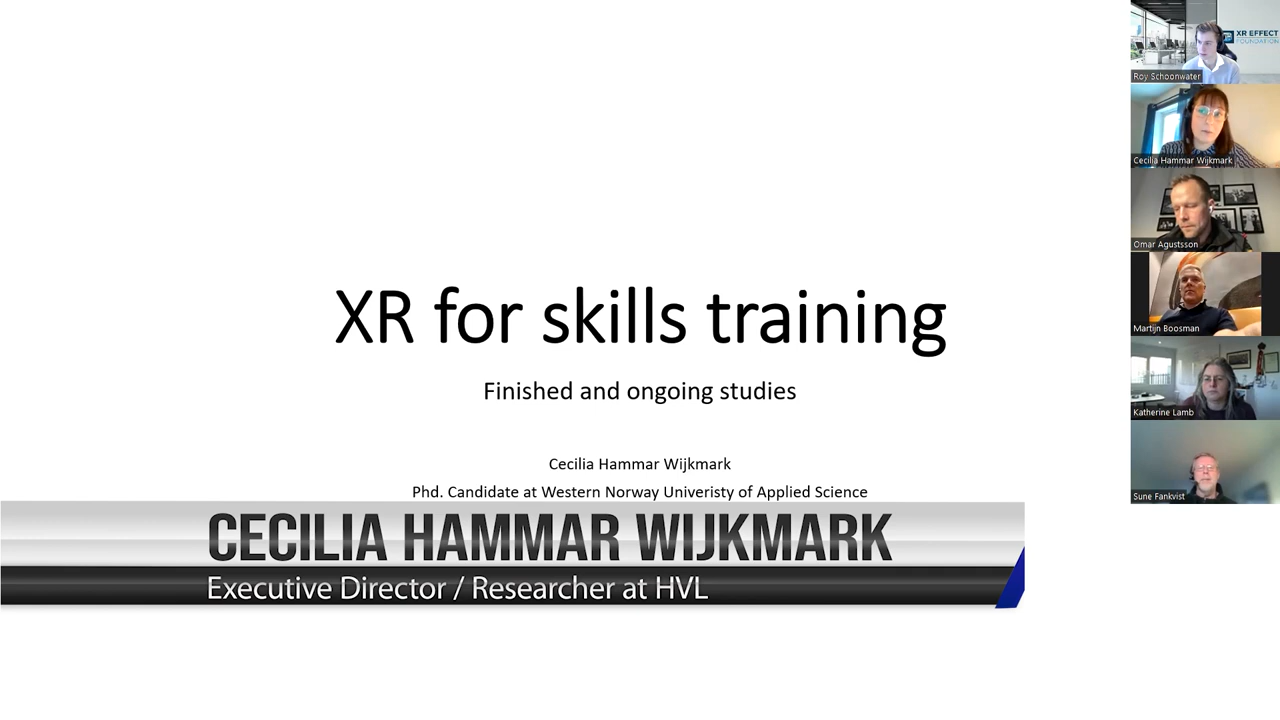 XR for skills training
Finished and ongoing studies
Cecilia Hammar Wijkmark
Phd. Candidate at Western Norway Univeristy of Applied Science
CECILIA HAMMAR WIJKMARK
Executive Director / Researcher at HVL
XR EFFECT
FOUNDATION
Roy Schoonwater
Cecilia Hammar Wijkmark
Omar Agustsson
Martijn Boosman
Katherine Lamb
Sune Fankvist